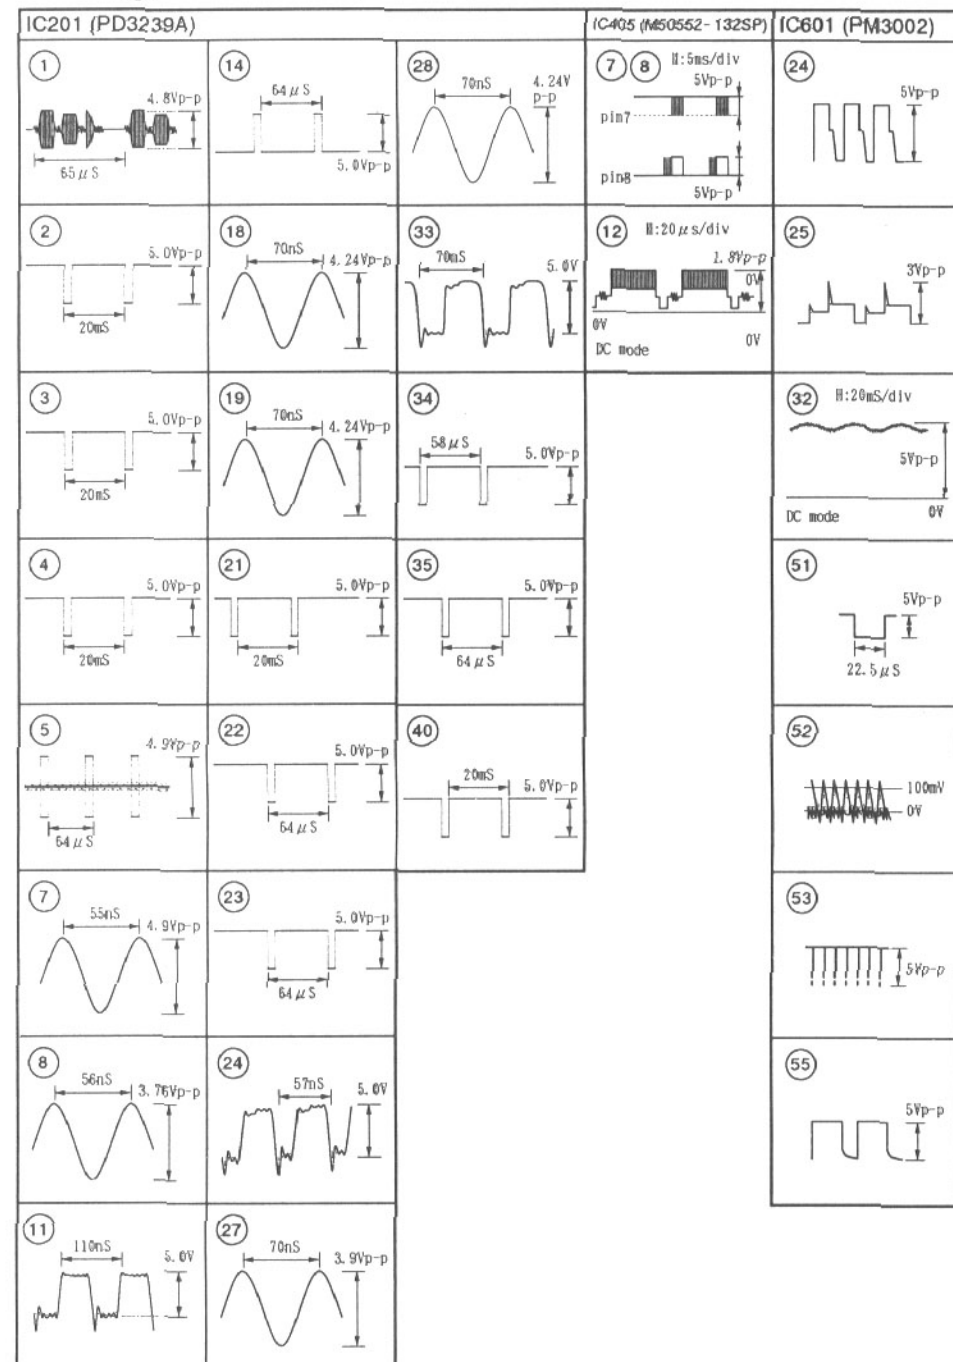 IC201 (PD3239A)
IC405 (M50552-132SP)
IC601 (PM3002)
1
4.8Vp-p
65μS
2
5.0Vp-p
20mS
3
5.0Vp-p
20mS
4
5.0Vp-p
20mS
5
4.9Vp-p
64μS
7
55nS
4.9Vp-p
8
56nS
3.76Vp-p
11
110nS
5.0V
14
64μS
5.0Vp-p
18
70nS
4.24Vp-p
19
70nS
4.24Vp-p
21
5.0Vp-p
20mS
22
5.0Vp-p
64μS
23
5.0Vp-p
64μS
24
57nS
5.0V
27
70nS
3.9Vp-p
28
70nS
4.24V
p-p
33
70mS
5.0V
34
58μS
5.0Vp-p
35
5.0Vp-p
64μS
40
20mS
5.0Vp-p
7 8 H:5ms/div
5Vp-p
pin7
pin8
5Vp-p
12 H:20μs/div
1.8Vp-p
0V
0V
0V
DC mode
24
5Vp-p
25
3Vp-p
32 H:20mS/div
5Vp-p
0V
DC mode
51
5Vp-p
22.5μS
52
100mV
0V
53
5Vp-p
55
5Vp-p